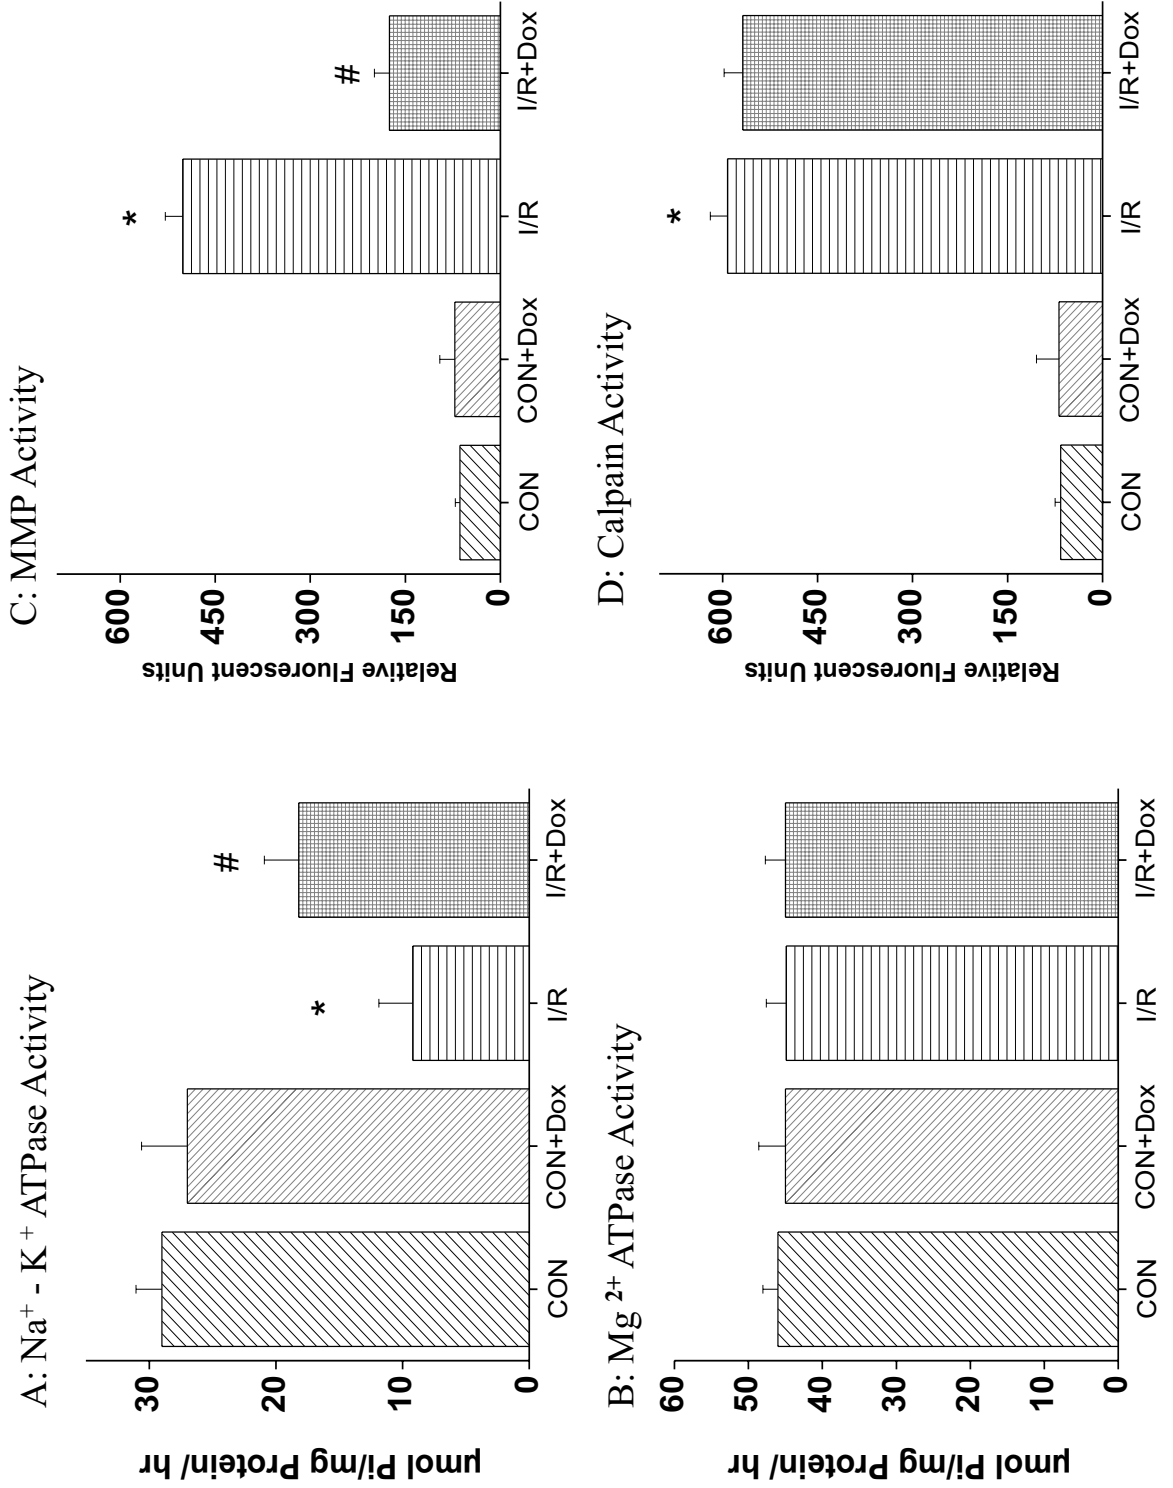 A: Na⁺ - K⁺ ATPase Activity
µmol Pi/mg Protein/ hr
30
20
10
0
CON
CON+Dox
I/R
I/R+Dox
*
#
B: Mg ²⁺ ATPase Activity
µmol Pi/mg Protein/ hr
60
50
40
30
20
10
0
CON
CON+Dox
I/R
I/R+Dox
C: MMP Activity
Relative Fluorescent Units
600
450
300
150
0
CON
CON+Dox
I/R
I/R+Dox
*
#
D: Calpain Activity
Relative Fluorescent Units
600
450
300
150
0
CON
CON+Dox
I/R
I/R+Dox
*